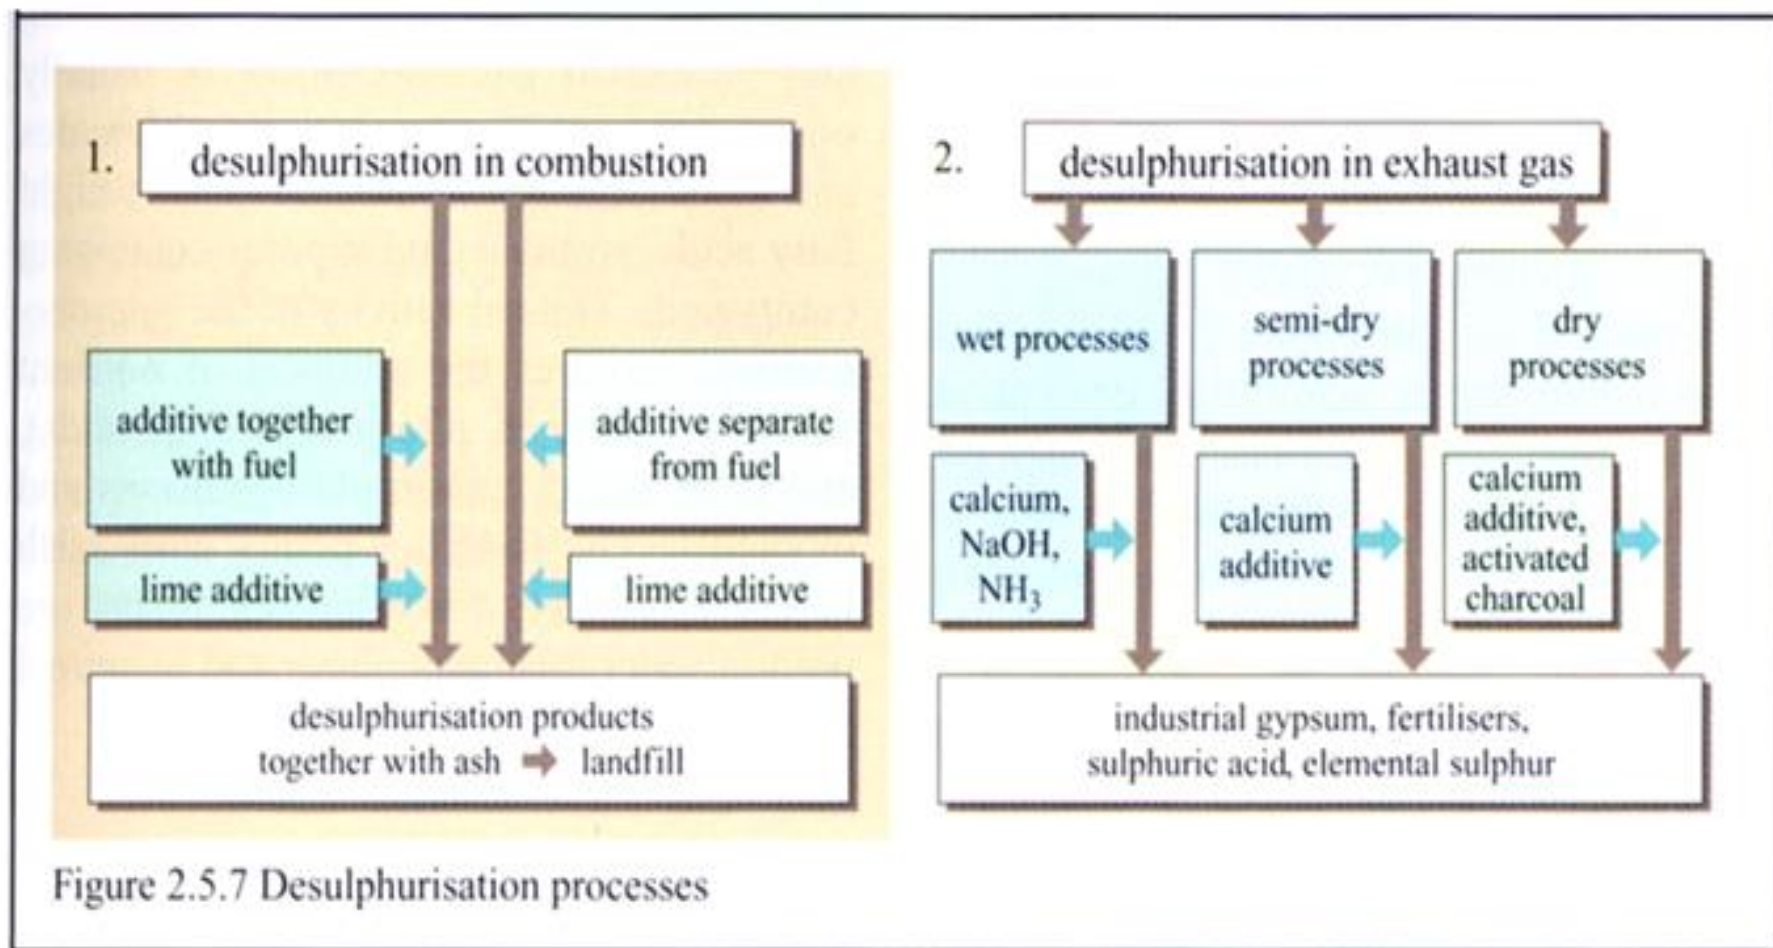 1. desulphurisation in combustion
additive together
with fuel
additive separate
from fuel
lime additive
lime additive
desulphurisation products
together with ash → landfill
2. desulphurisation in exhaust gas
wet processes
semi-dry
processes
dry
processes
calcium,
NaOH,
NH₃
calcium
additive
calcium
additive,
activated
charcoal
industrial gypsum, fertilisers,
sulphuric acid, elemental sulphur
Figure 2.5.7 Desulphurisation processes